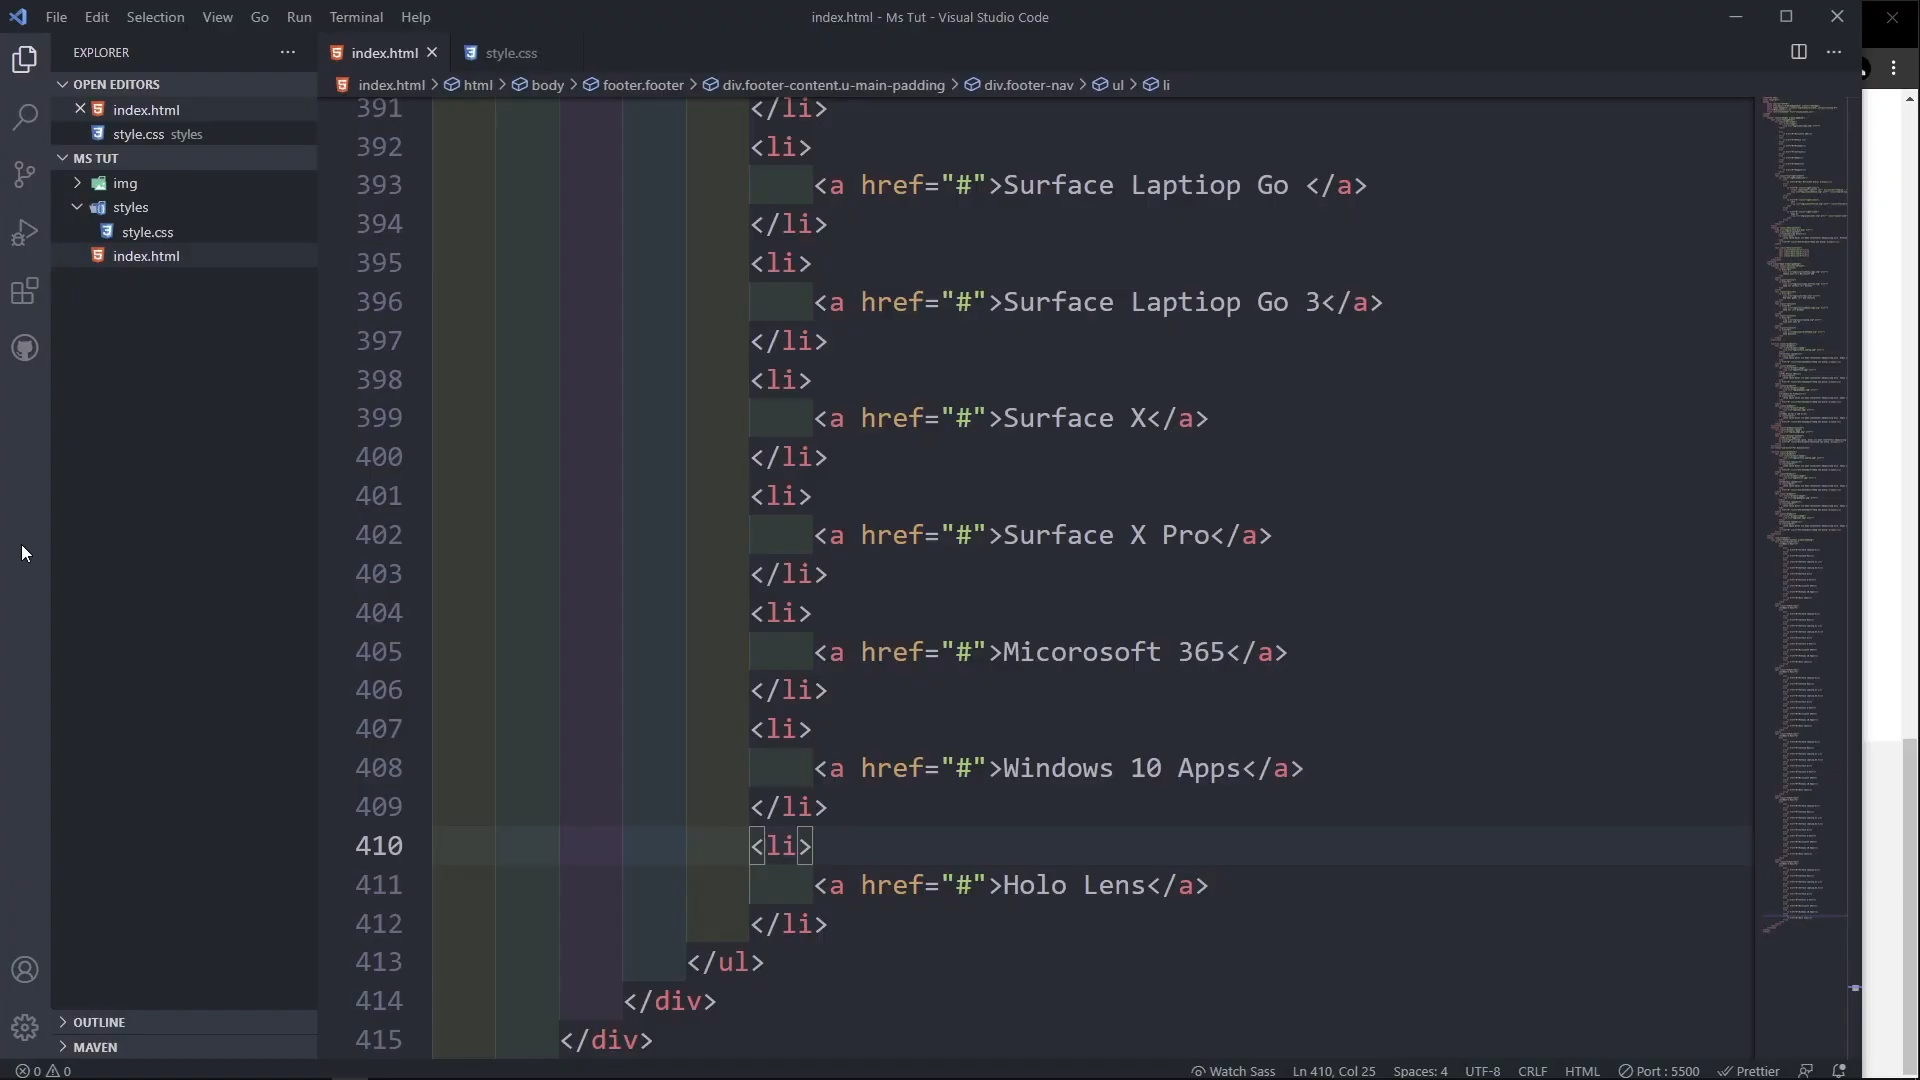 File Edit Selection View Go Run Terminal Help
index.html - Ms Tut - Visual Studio Code
EXPLORER
OPEN EDITORS
index.html
style.css styles
MS TUT
img
styles
style.css
index.html
OUTLINE
MAVEN
index.html style.css
index.html > html > body > footer.footer > div.footer-content.u-main-padding > div.footer-nav > ul > li
391 </li>
392 <li>
393 <a href="#">Surface Laptiop Go </a>
394 </li>
395 <li>
396 <a href="#">Surface Laptiop Go 3</a>
397 </li>
398 <li>
399 <a href="#">Surface X</a>
400 </li>
401 <li>
402 <a href="#">Surface X Pro</a>
403 </li>
404 <li>
405 <a href="#">Micorosoft 365</a>
406 </li>
407 <li>
408 <a href="#">Windows 10 Apps</a>
409 </li>
410 <li>
411 <a href="#">Holo Lens</a>
412 </li>
413 </ul>
414 </div>
415 </div>
0 0 Watch Sass Ln 410, Col 25 Spaces: 4 UTF-8 CRLF HTML Port : 5500 Prettier